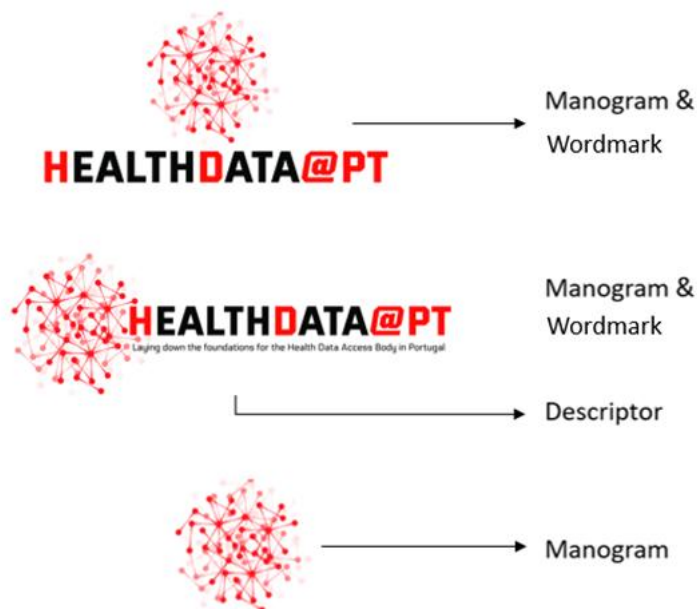 Manogram &
Wordmark
HEALTHDATA@PT
Manogram &
HEALTHDATA@PT
Wordmark
Laying down the foundations for the Health Data Access Body in Portugal
Descriptor
Manogram